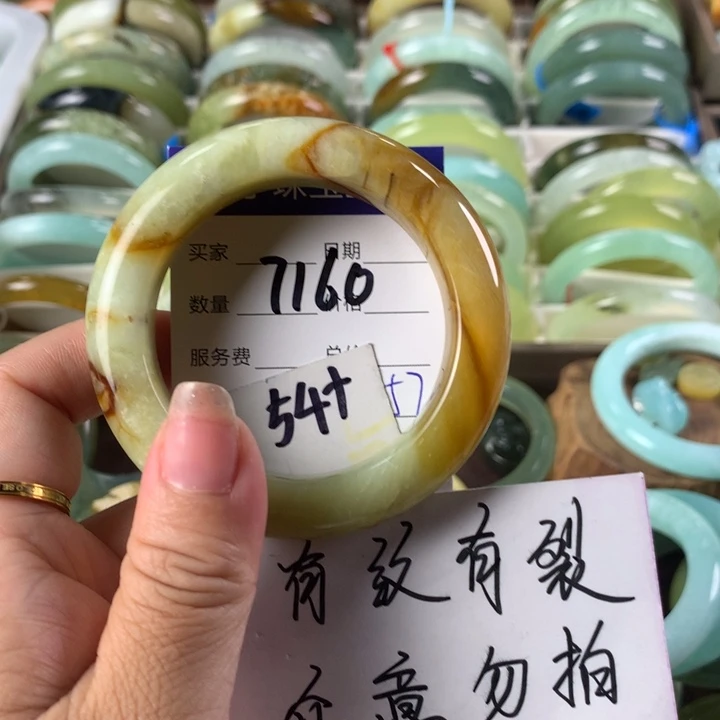 买家 日期
7160
数量 格
服务费
54+
有纹有裂
介意勿拍